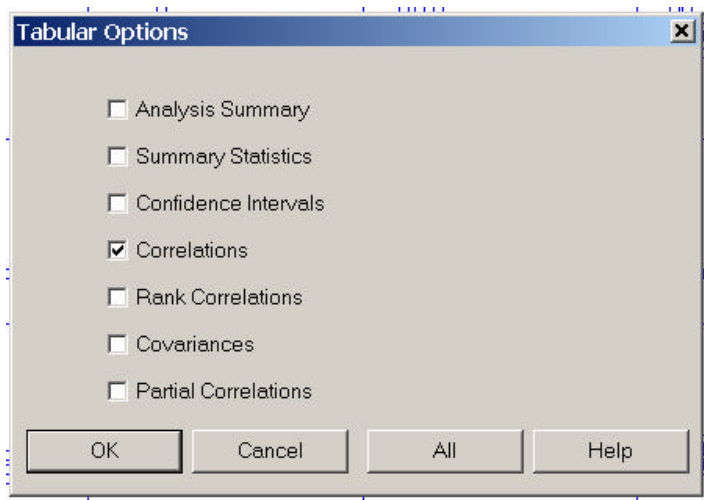 Tabular Options
Analysis Summary
Summary Statistics
Confidence Intervals
Correlations
Rank Correlations
Covariances
Partial Correlations
OK Cancel All Help